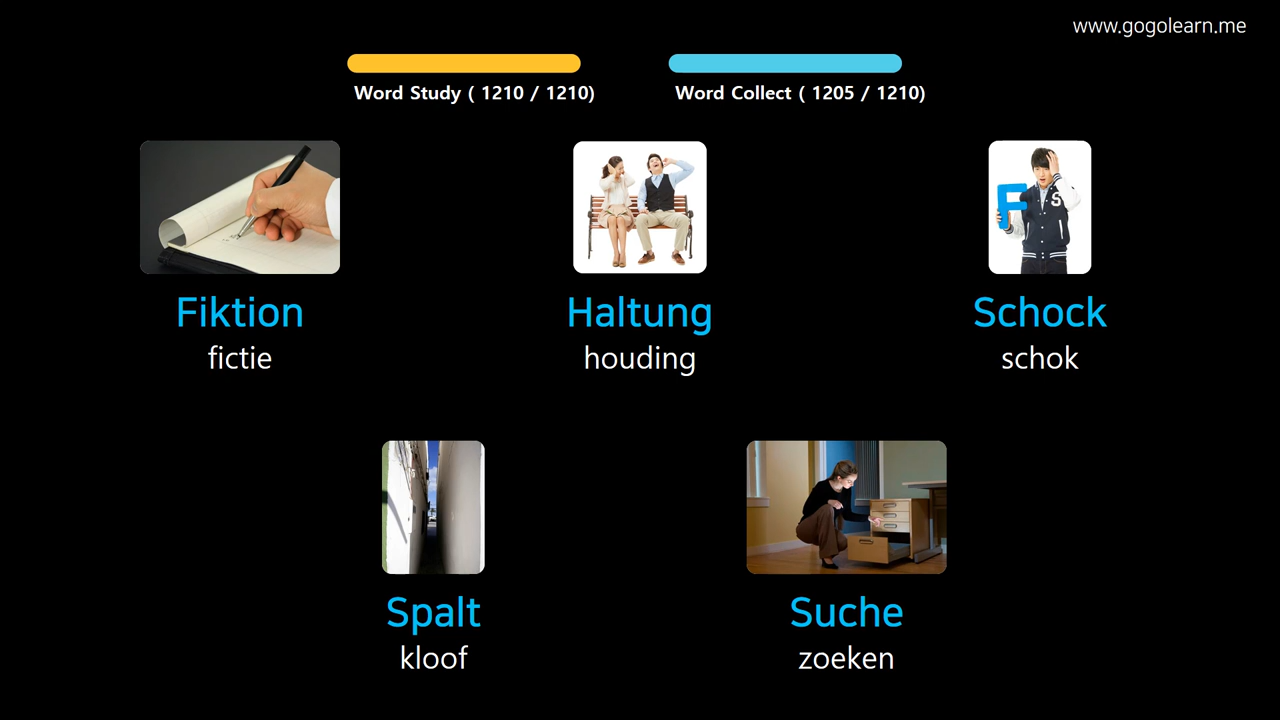 www.gogolearn.me
Word Study ( 1210 / 1210)
Word Collect ( 1205 / 1210)
F
S
Fiktion
fictie
Haltung
houding
Schock
schok
Spalt
kloof
Suche
zoeken